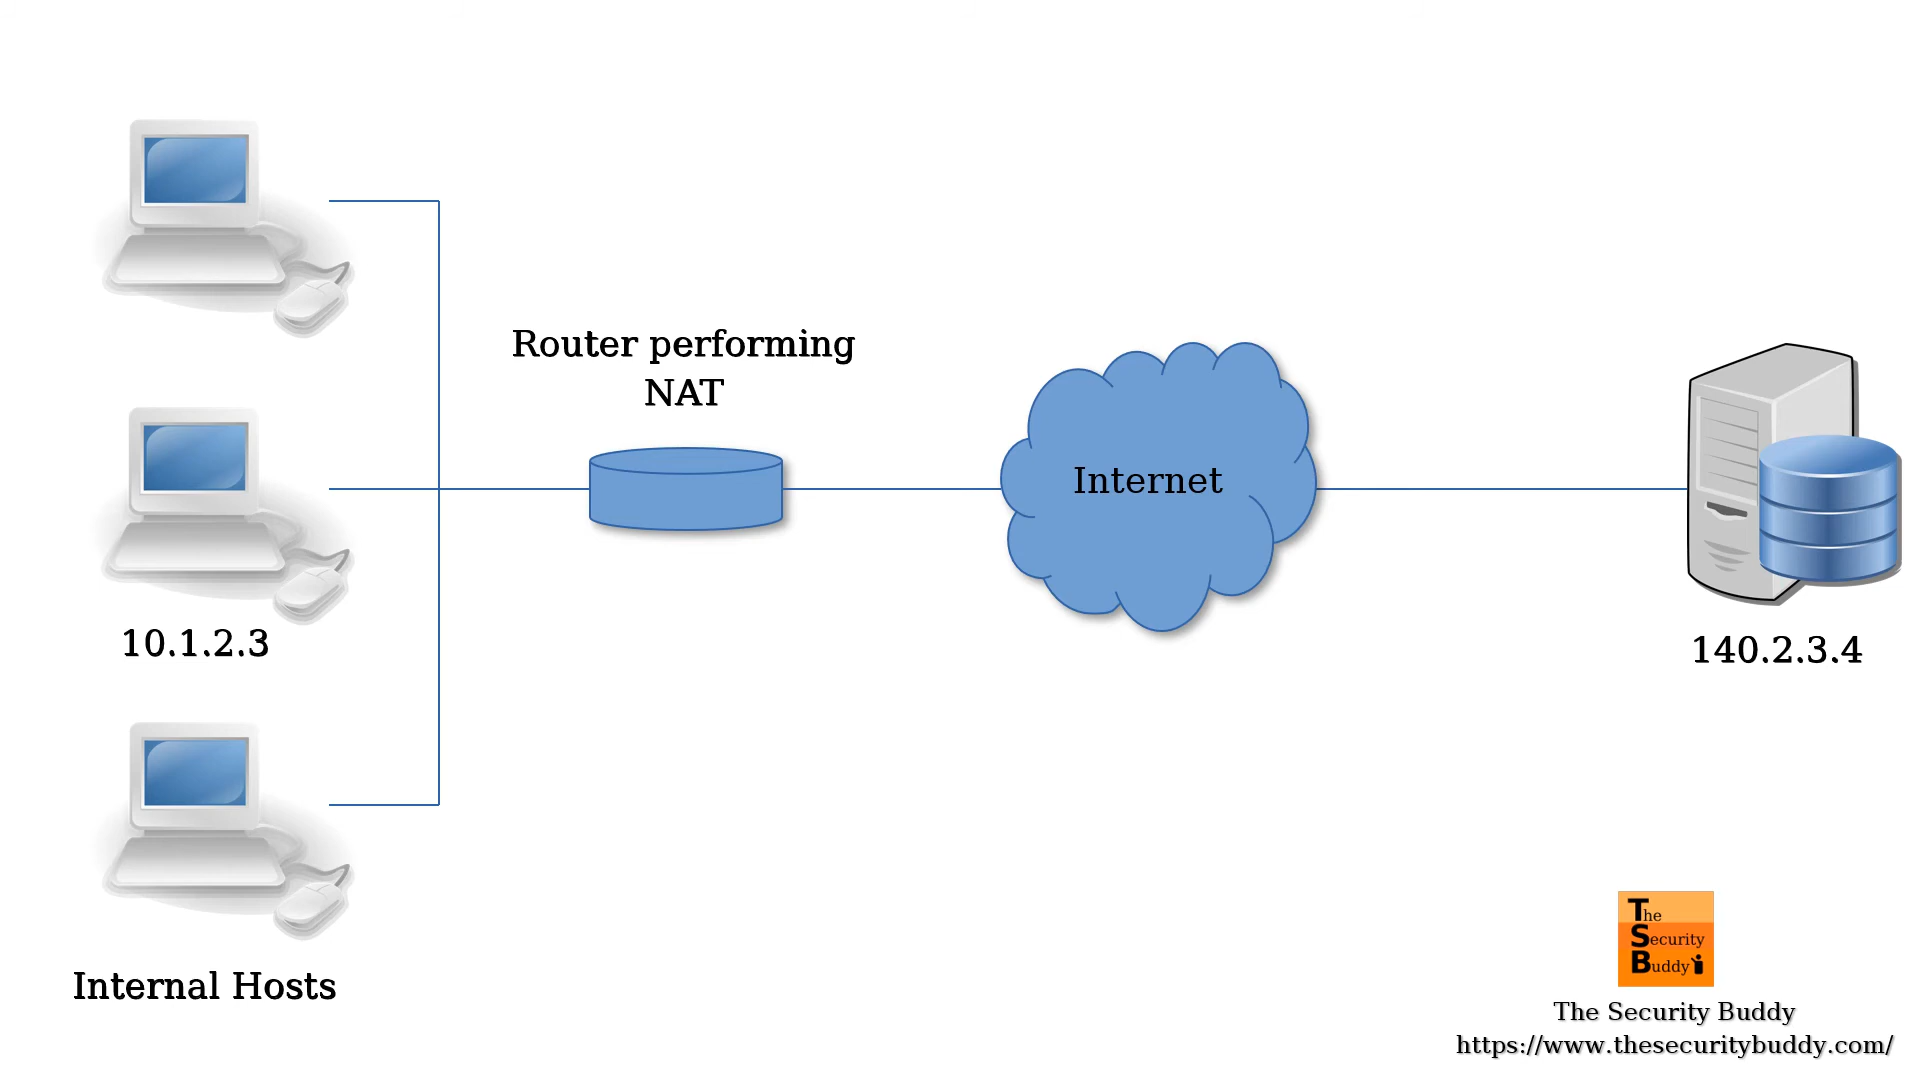 Router performing
NAT
Internet
10.1.2.3
140.2.3.4
Internal Hosts
The
Security
Buddy
The Security Buddy
https://www.thesecuritybuddy.com/